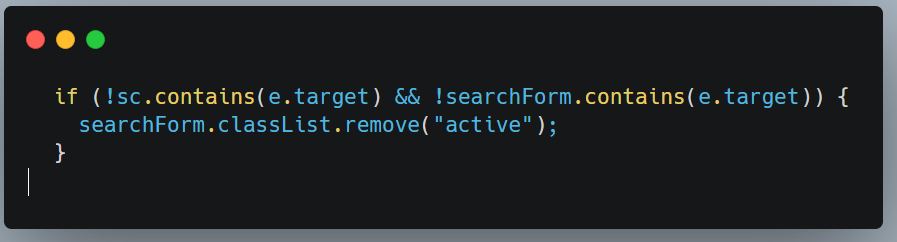 if (!sc.contains(e.target) && !searchForm.contains(e.target)) {
searchForm.classList.remove("active");
}